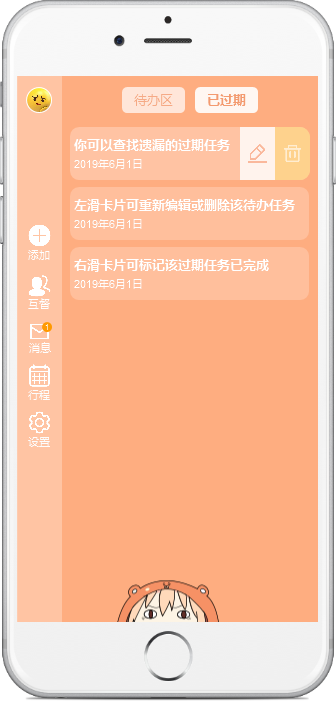 待办区
已过期
你可以查找遗漏的过期任务
2019年6月1日
左滑卡片可重新编辑或删除该待办任务
2019年6月1日
右滑卡片可标记该过期任务已完成
2019年6月1日
添加
互督
1
消息
行程
设置